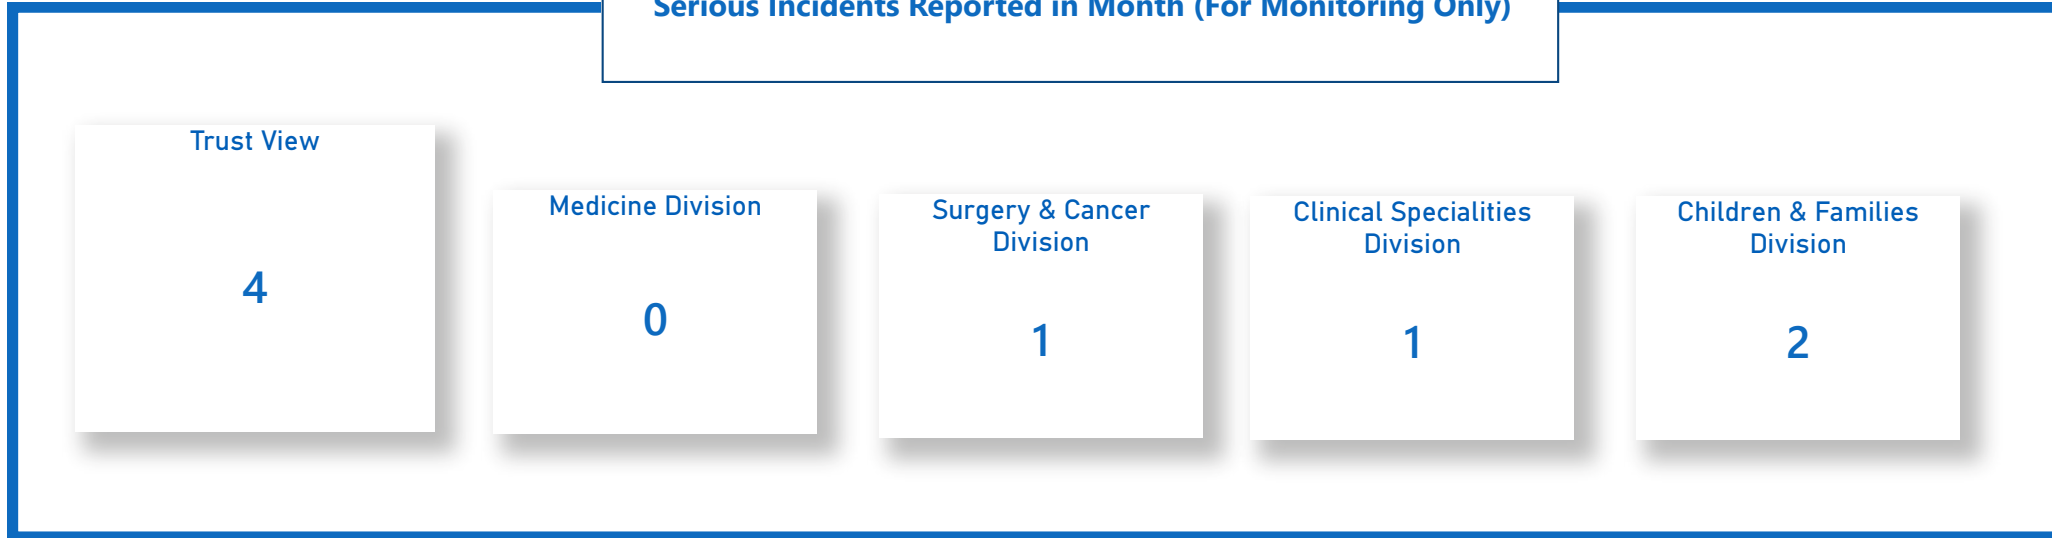 Serious Incidents Reported in Month (For Monitoring Only)
Trust View
4
Medicine Division
0
Surgery & Cancer
Division
1
Clinical Specialities
Division
1
Children & Families
Division
2